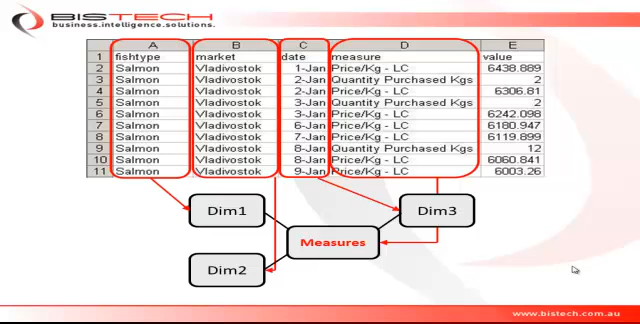 BISTECH
business.intelligence.solutions.
A B C D E
1 fishtype market date measure value
2 Salmon Vladivostok 1-Jan Price/Kg - LC 6438.889
3 Salmon Vladivostok 2-Jan Quantity Purchased Kgs 2
4 Salmon Vladivostok 2-Jan Price/Kg - LC 6306.81
5 Salmon Vladivostok 3-Jan Quantity Purchased Kgs 2
6 Salmon Vladivostok 3-Jan Price/Kg - LC 6242.098
7 Salmon Vladivostok 6-Jan Price/Kg - LC 6180.947
8 Salmon Vladivostok 7-Jan Price/Kg - LC 6119.899
9 Salmon Vladivostok 8-Jan Quantity Purchased Kgs 12
10 Salmon Vladivostok 8-Jan Price/Kg - LC 6060.841
11 Salmon Vladivostok 9-Jan Price/Kg - LC 6003.26
Dim1
Dim3
Measures
Dim2
www.bistech.com.au